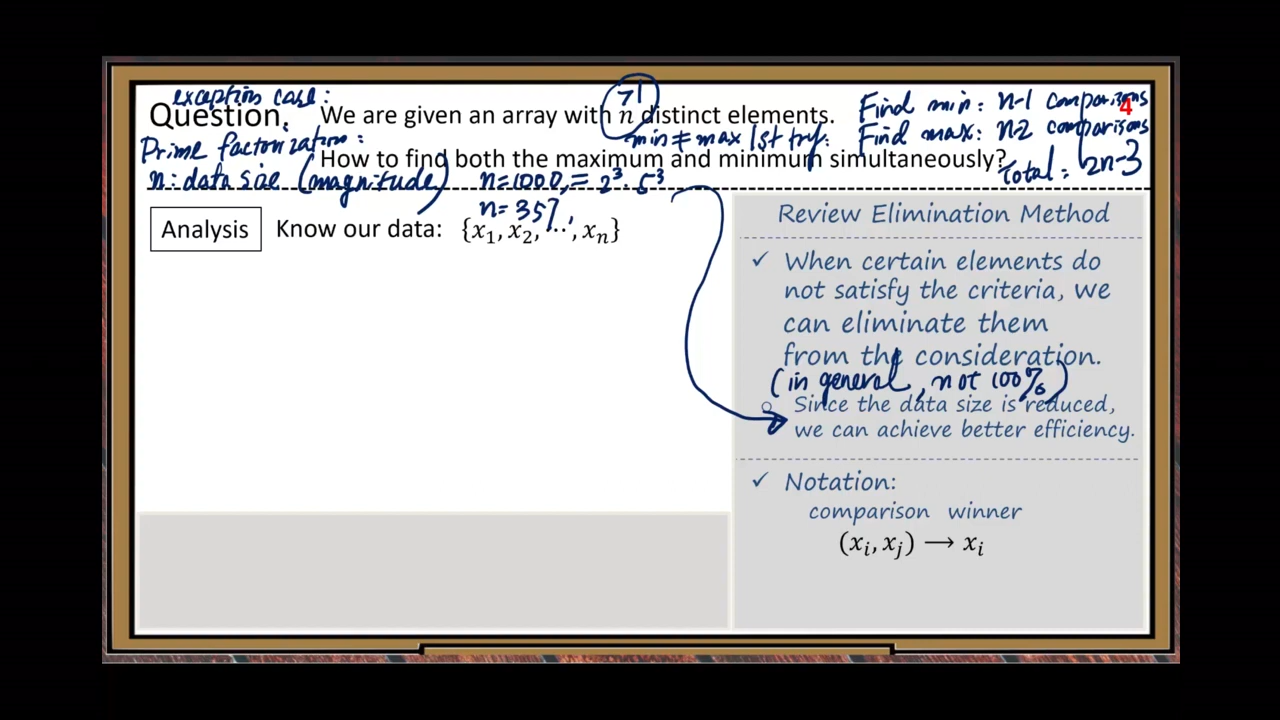 exception case:
>1
Question. We are given an array with n distinct elements.
Find min: n-1 comparisons
4
Prime factorization:
min ≠ max 1st try:
Find max: n-2 comparisons
How to find both the maximum and minimum simultaneously?
Total: 2n-3
n: data size (magnitude)
n=1000, = 2³·5³
n= 357
Analysis Know our data: {x₁, x₂, ⋯, xₙ}
Review Elimination Method
✓ When certain elements do
not satisfy the criteria, we
can eliminate them
from the consideration.
(in general, not 100%)
Since the data size is reduced,
we can achieve better efficiency.
✓ Notation:
comparison winner
(xᵢ, xⱼ) ⟶ xᵢ